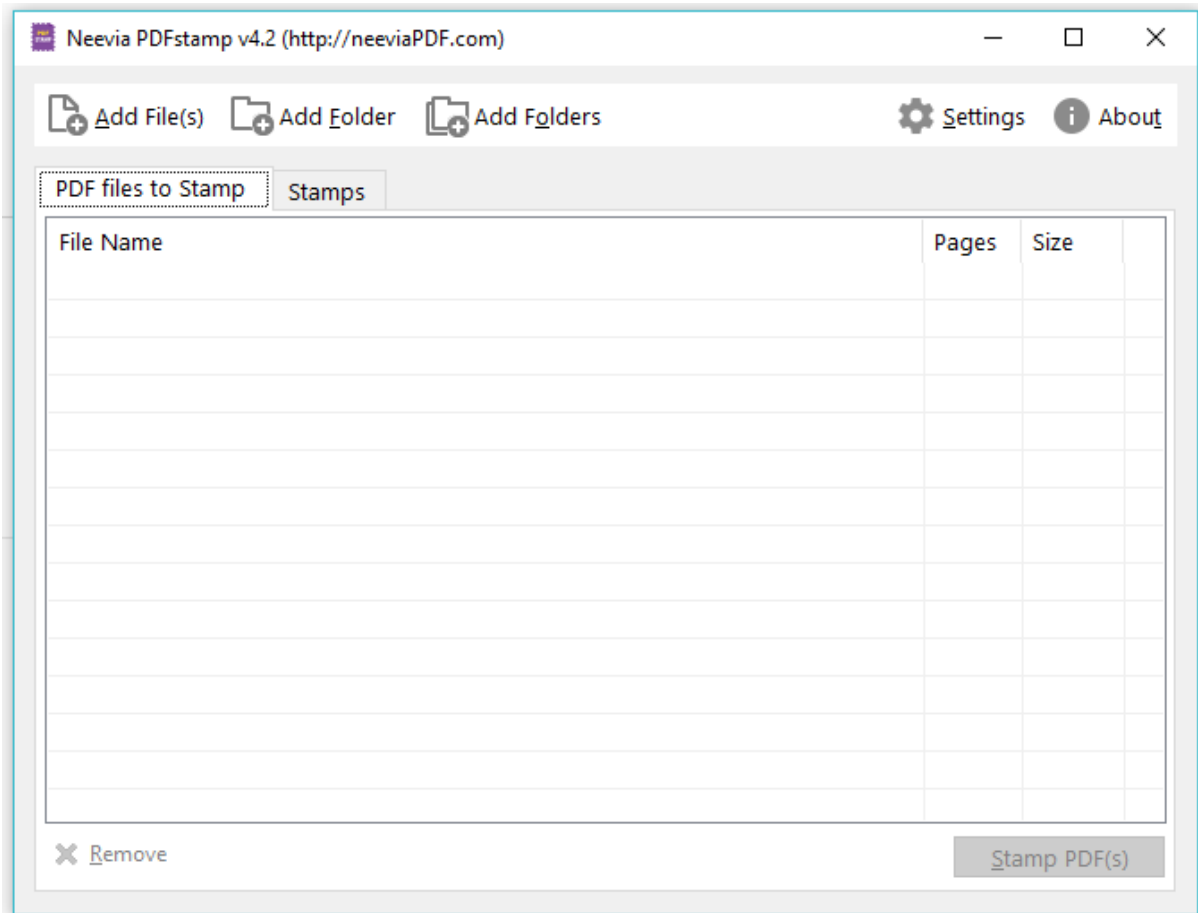 Neevia PDFstamp v4.2 (http://neeviaPDF.com)
Add File(s) Add Folder Add Folders Settings About
PDF files to Stamp Stamps
File Name Pages Size
Remove Stamp PDF(s)